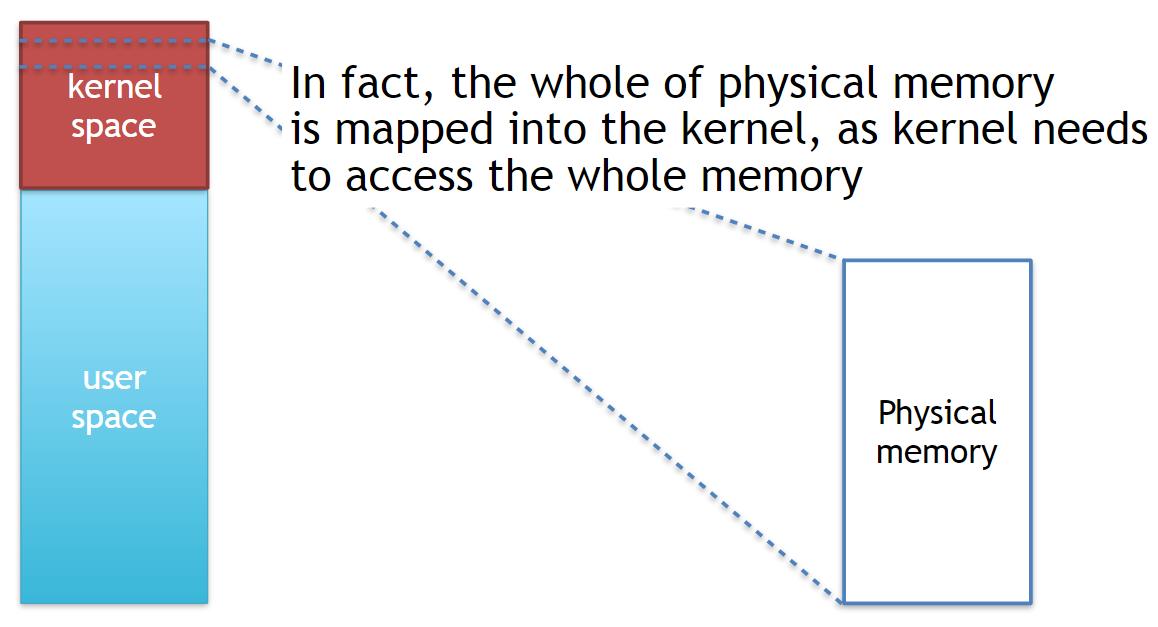 kernel
space
In fact, the whole of physical memory
is mapped into the kernel, as kernel needs
to access the whole memory
user
space
Physical
memory